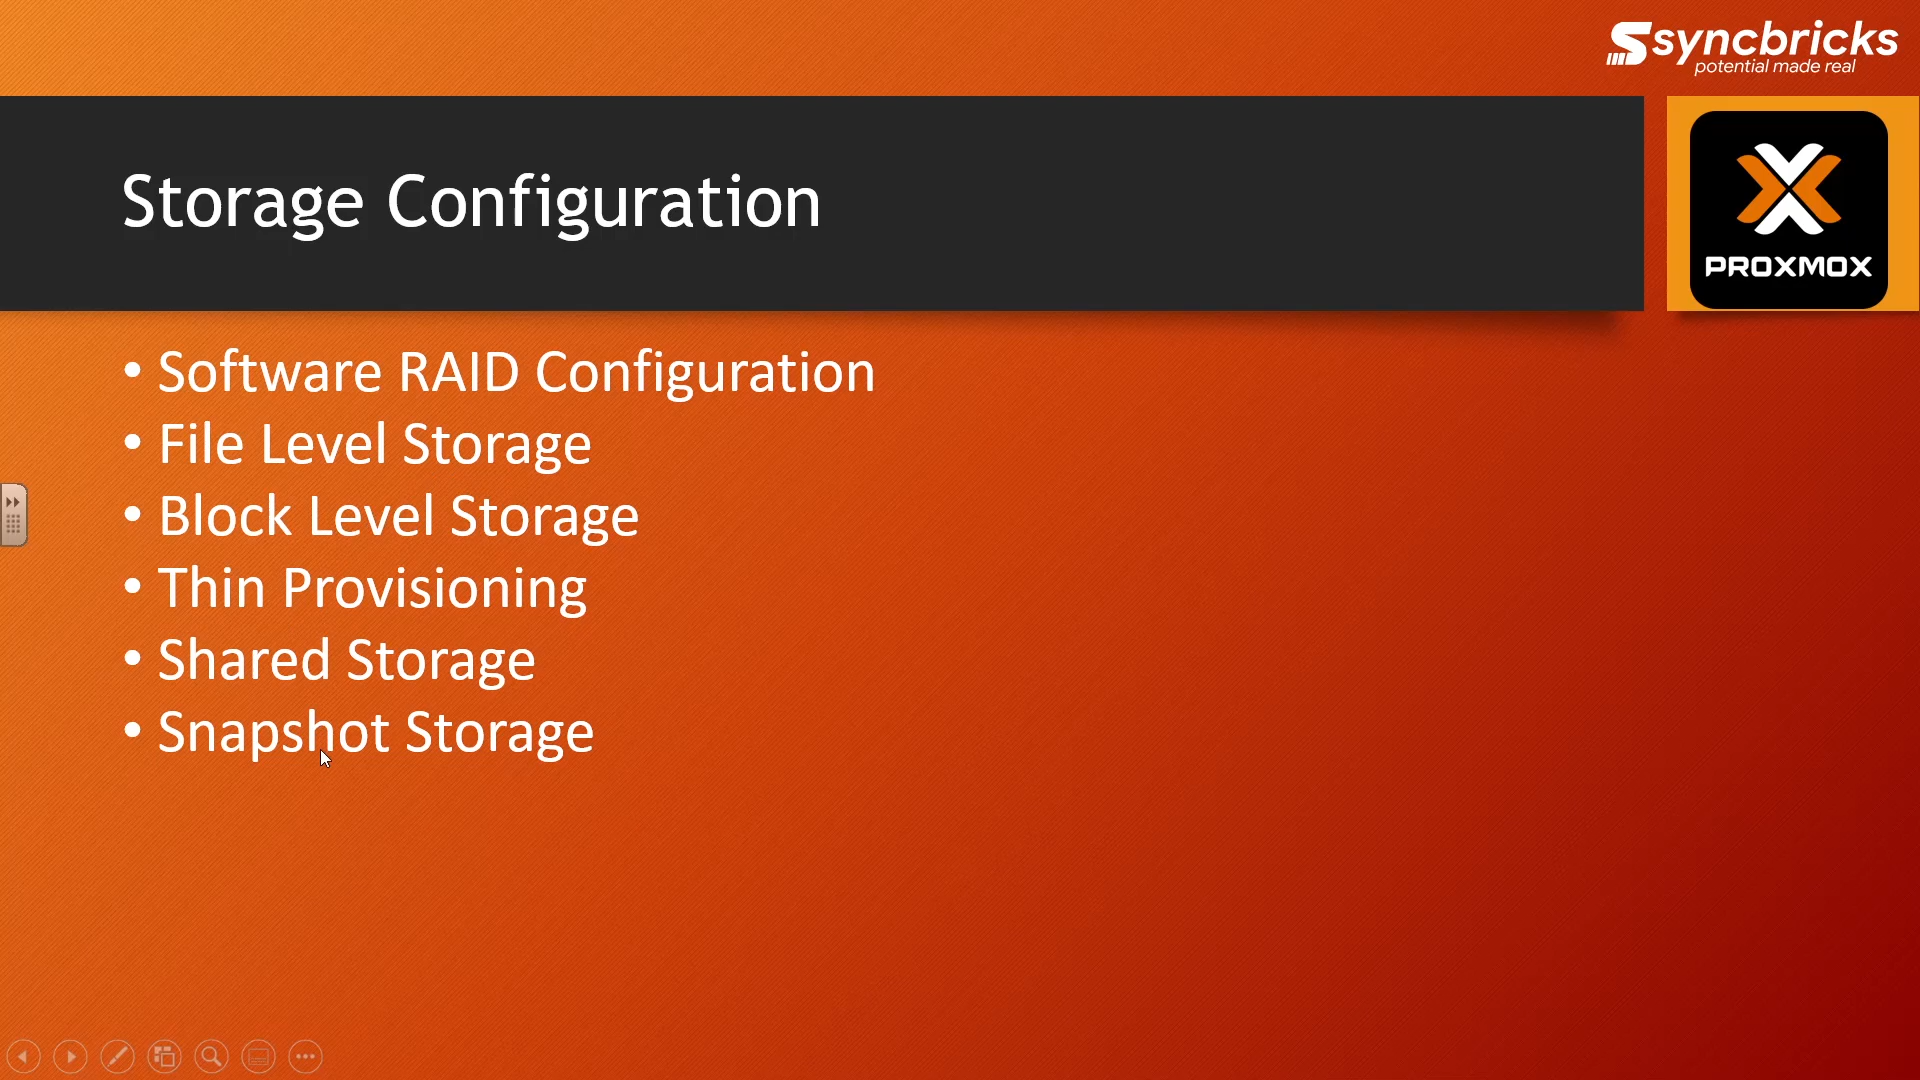 syncbricks
potential made real
Storage Configuration
PROXMOX
• Software RAID Configuration
• File Level Storage
• Block Level Storage
• Thin Provisioning
• Shared Storage
• Snapshot Storage